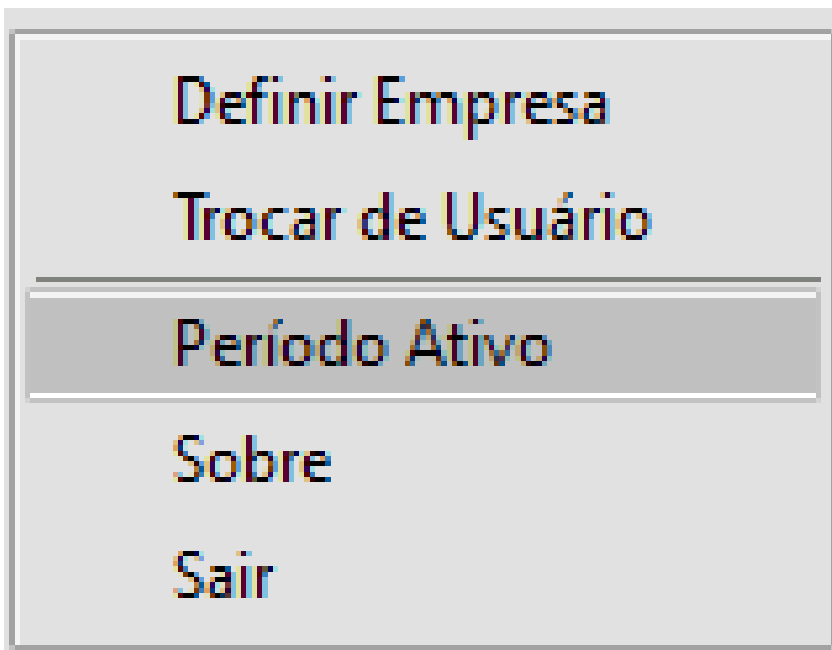 Definir Empresa
Trocar de Usuário
Período Ativo
Sobre
Sair